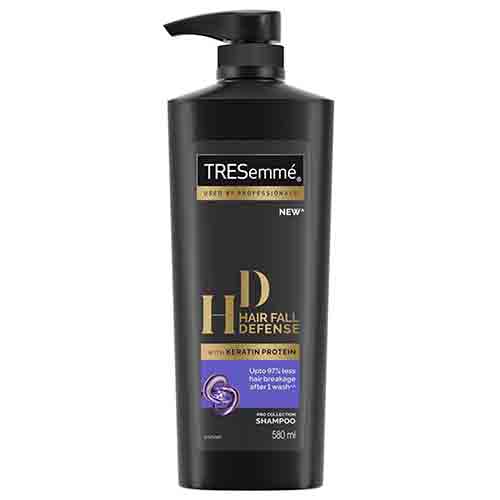 TRESemmé®
USED BY PROFESSIONALS
NEW^
HD
HAIR FALL
DEFENSE
WITH KERATIN PROTEIN
Upto 97% less
hair breakage
after 1 wash
PRO COLLECTION
SHAMPOO
580 ml